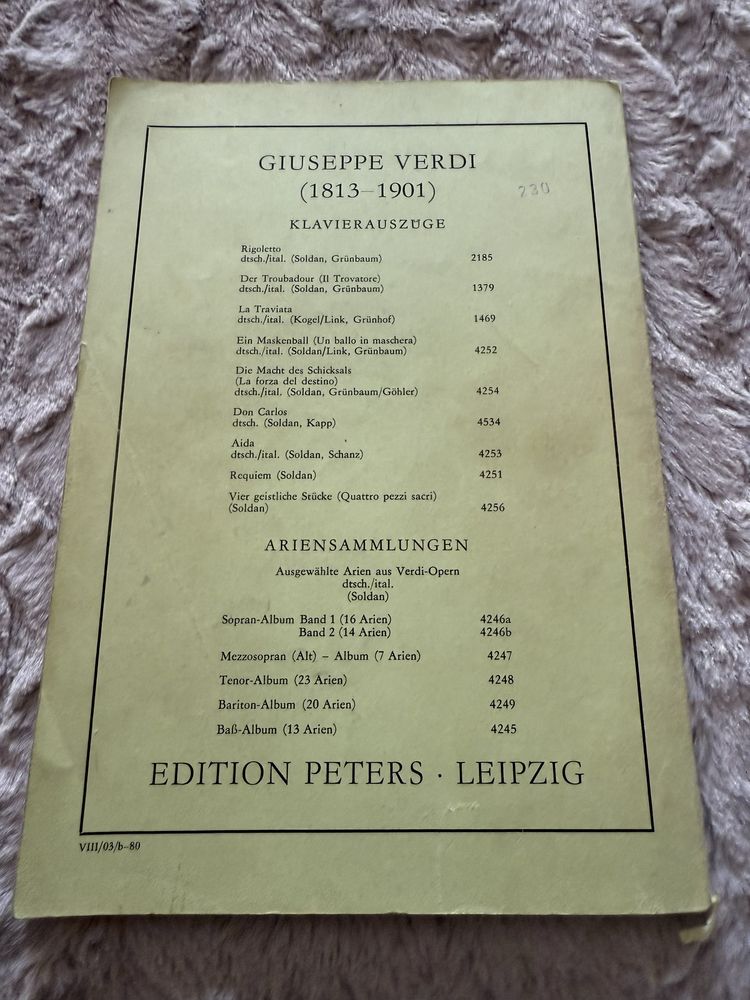 GIUSEPPE VERDI
(1813–1901)
230
KLAVIERAUSZÜGE
Rigoletto
dtsch./ital. (Soldan, Grünbaum) 2185
Der Troubadour (Il Trovatore)
dtsch./ital. (Soldan, Grünbaum) 1379
La Traviata
dtsch./ital. (Kogel/Link, Grünhof) 1469
Ein Maskenball (Un ballo in maschera)
dtsch./ital. (Soldan/Link, Grünbaum) 4252
Die Macht des Schicksals
(La forza del destino)
dtsch./ital. (Soldan, Grünbaum/Göhler) 4254
Don Carlos
dtsch. (Soldan, Kapp) 4534
Aida
dtsch./ital. (Soldan, Schanz) 4253
Requiem (Soldan) 4251
Vier geistliche Stücke (Quattro pezzi sacri)
(Soldan) 4256
ARIENSAMMLUNGEN
Ausgewählte Arien aus Verdi-Opern
dtsch./ital.
(Soldan)
Sopran-Album Band 1 (16 Arien) 4246a
Band 2 (14 Arien) 4246b
Mezzosopran (Alt) – Album (7 Arien) 4247
Tenor-Album (23 Arien) 4248
Bariton-Album (20 Arien) 4249
Baß-Album (13 Arien) 4245
EDITION PETERS · LEIPZIG
VIII/03/b-80